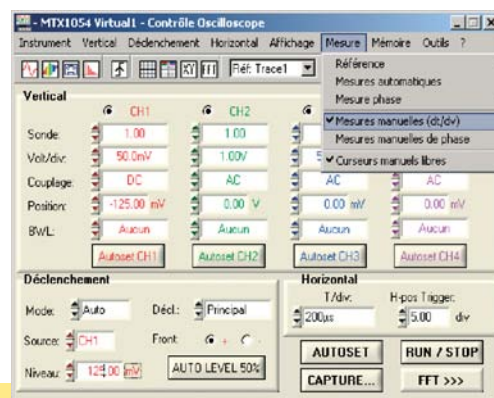 - MTX1054 Virtual1 - Contrôle Oscilloscope
Instrument Vertical Déclenchement Horizontal Affichage Mesure Mémoire Outils ?
Réf: Trace1
Référence
Mesures automatiques
Mesure phase
Mesures manuelles (dt/dv)
Mesures manuelles de phase
Curseurs manuels libres
Vertical
CH1 CH2
Sonde: 1.00 1.00
Volt/div: 50.0mV 1.00V
Couplage: DC AC AC AC
Position: -125.00 mV 0.00 V 0.00 mV 0.00 mV
BWL: Aucun Aucun Aucun Aucun
Autoset CH1 Autoset CH2 Autoset CH3 Autoset CH4
Déclenchement
Mode: Auto Décl.: Principal
Source: CH1 Front: + -
Niveau: 125.00 mV AUTO LEVEL 50%
Horizontal
T/div: H-pos Trigger:
200µs 5.00 div
AUTOSET RUN / STOP
CAPTURE... FFT >>>